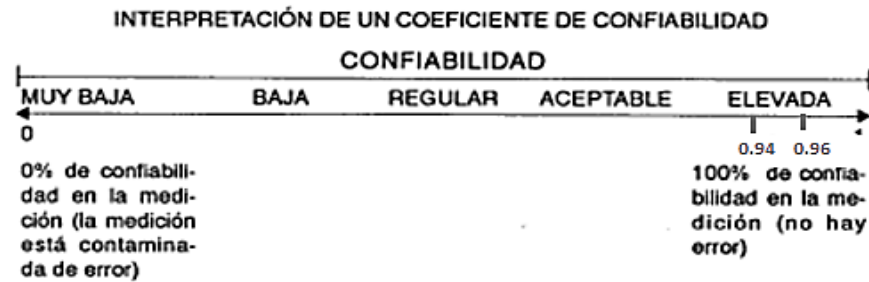 INTERPRETACIÓN DE UN COEFICIENTE DE CONFIABILIDAD
CONFIABILIDAD
MUY BAJA BAJA REGULAR ACEPTABLE ELEVADA
0
0.94 0.96
0% de confiabili-
dad en la medi-
ción (la medición
está contamina-
da de error)
100% de confia-
bilidad en la me-
dición (no hay
error)